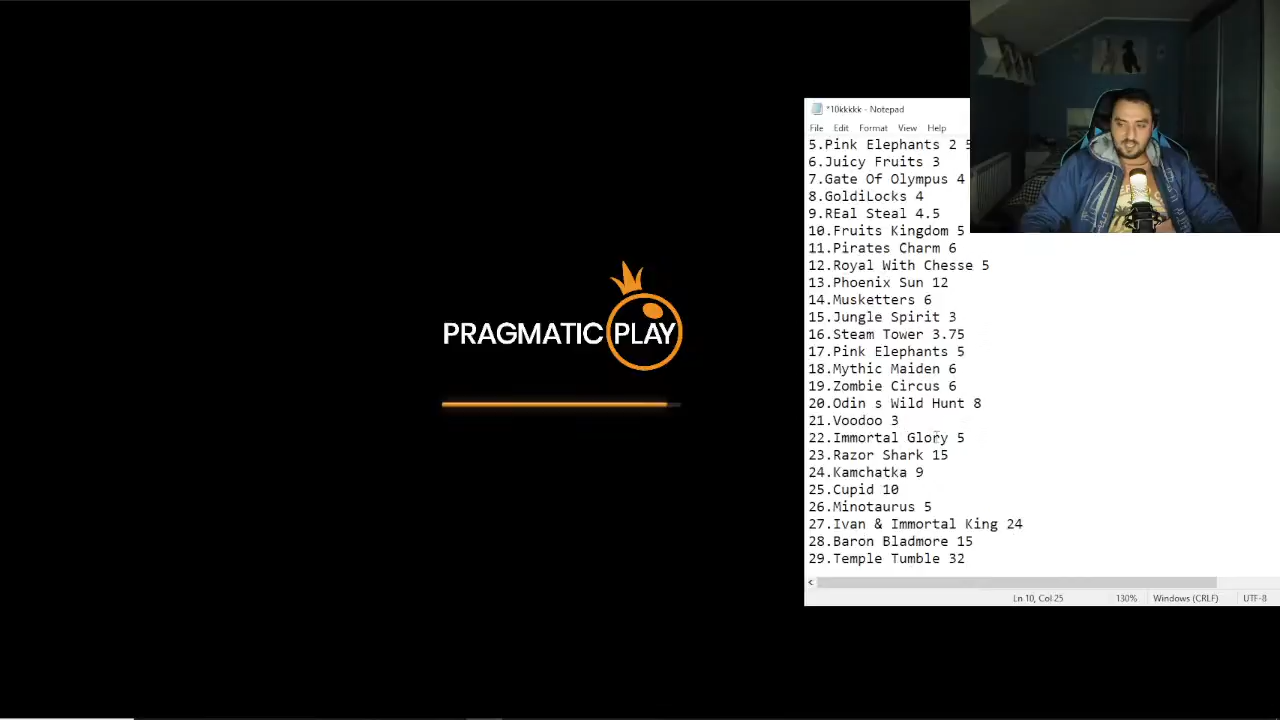 *10kkkkk - Notepad
File Edit Format View Help
5.Pink Elephants 2 5
6.Juicy Fruits 3
7.Gate Of Olympus 4
8.GoldiLocks 4
9.REal Steal 4.5
10.Fruits Kingdom 5
11.Pirates Charm 6
12.Royal With Chesse 5
13.Phoenix Sun 12
14.Musketters 6
15.Jungle Spirit 3
16.Steam Tower 3.75
17.Pink Elephants 5
18.Mythic Maiden 6
19.Zombie Circus 6
20.Odin s Wild Hunt 8
21.Voodoo 3
22.Immortal Glory 5
23.Razor Shark 15
24.Kamchatka 9
25.Cupid 10
26.Minotaurus 5
27.Ivan & Immortal King 24
28.Baron Bladmore 15
29.Temple Tumble 32
Ln 10, Col 25 130% Windows (CRLF) UTF-8
PRAGMATIC PLAY